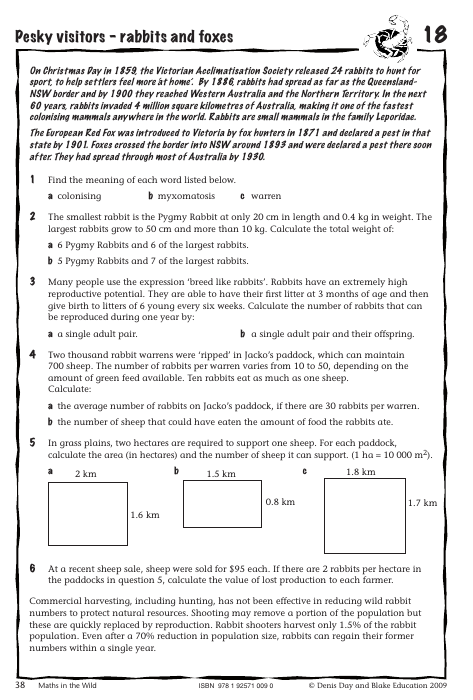 Pesky visitors - rabbits and foxes
18
On Christmas Day in 1859, the Victorian Acclimatisation Society released 24 rabbits to hunt for
sport, to help settlers feel more 'at home'. By 1886, rabbits had spread as far as the Queensland-
NSW border and by 1900 they reached Western Australia and the Northern Territory. In the next
60 years, rabbits invaded 4 million square kilometres of Australia, making it one of the fastest
colonising mammals anywhere in the world. Rabbits are small mammals in the family Leporidae.
The European Red Fox was introduced to Victoria by fox hunters in 1871 and declared a pest in that
state by 1901. Foxes crossed the border into NSW around 1893 and were declared a pest there soon
after. They had spread through most of Australia by 1930.
1 Find the meaning of each word listed below.
a colonising b myxomatosis c warren
2 The smallest rabbit is the Pygmy Rabbit at only 20 cm in length and 0.4 kg in weight. The
largest rabbits grow to 50 cm and more than 10 kg. Calculate the total weight of:
a 6 Pygmy Rabbits and 6 of the largest rabbits.
b 5 Pygmy Rabbits and 7 of the largest rabbits.
3 Many people use the expression 'breed like rabbits'. Rabbits have an extremely high
reproductive potential. They are able to have their first litter at 3 months of age and then
give birth to litters of 6 young every six weeks. Calculate the number of rabbits that can
be reproduced during one year by:
a a single adult pair. b a single adult pair and their offspring.
4 Two thousand rabbit warrens were 'ripped' in Jacko's paddock, which can maintain
700 sheep. The number of rabbits per warren varies from 10 to 50, depending on the
amount of green feed available. Ten rabbits eat as much as one sheep.
Calculate:
a the average number of rabbits on Jacko's paddock, if there are 30 rabbits per warren.
b the number of sheep that could have eaten the amount of food the rabbits ate.
5 In grass plains, two hectares are required to support one sheep. For each paddock,
calculate the area (in hectares) and the number of sheep it can support. (1 ha = 10 000 m²).
a 2 km b 1.5 km c 1.8 km
1.6 km 0.8 km 1.7 km
6 At a recent sheep sale, sheep were sold for $95 each. If there are 2 rabbits per hectare in
the paddocks in question 5, calculate the value of lost production to each farmer.
Commercial harvesting, including hunting, has not been effective in reducing wild rabbit
numbers to protect natural resources. Shooting may remove a portion of the population but
these are quickly replaced by reproduction. Rabbit shooters harvest only 1.5% of the rabbit
population. Even after a 70% reduction in population size, rabbits can regain their former
numbers within a single year.
38 Maths in the Wild ISBN 978 1 92571 009 0 © Denis Day and Blake Education 2009